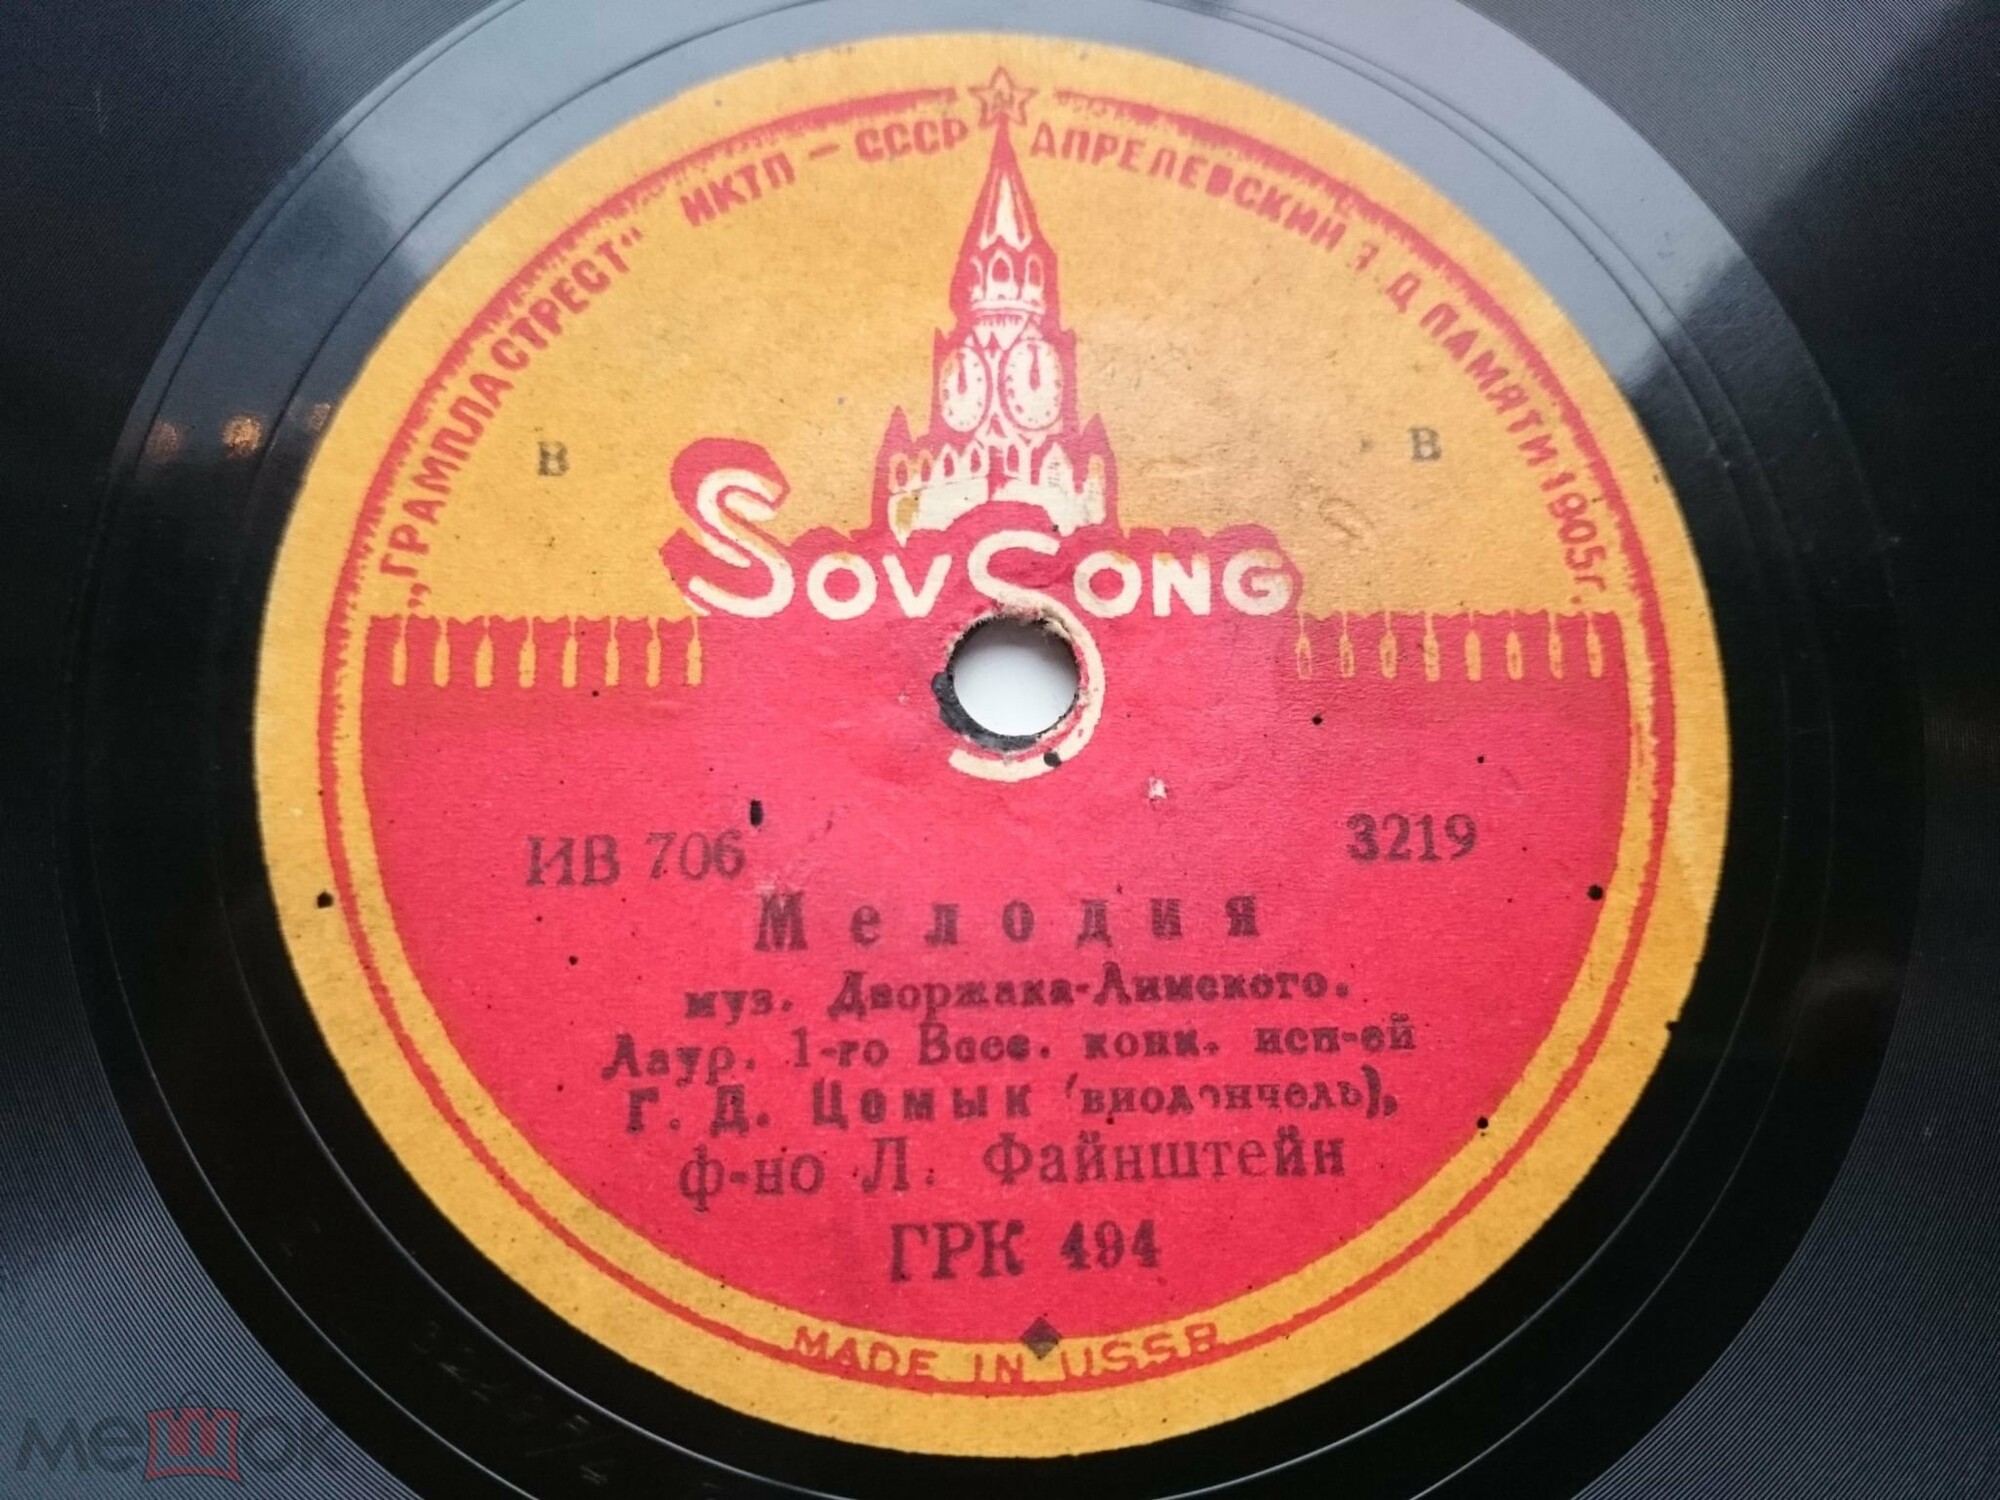 „ГРАМПЛАСТРЕСТ“ НКТП – СССР АПРЕЛЕВСКИЙ З-Д ПАМЯТИ 1905 г.
В В
SOVSONG
ИВ 706 3219
Мелодия
муз. Дворжака-Лимского.
Лаур. 1-го Всес. конк. исп-ей
Г. Д. Цомык (виолончель),
ф-но Л. Файнштейн
ГРК 494
MADE IN USSR
мешок